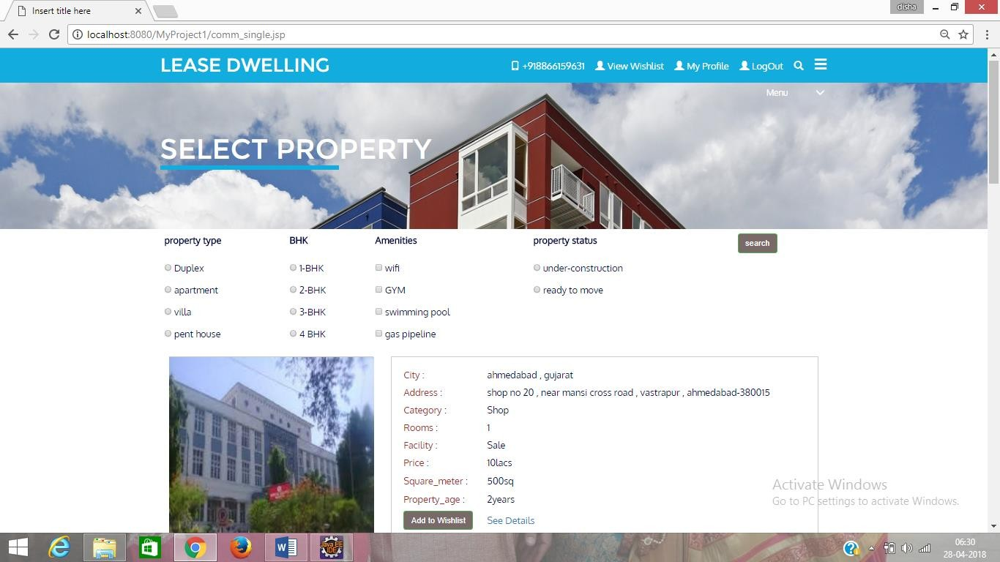 Insert title here
disha
localhost:8080/MyProject1/comm_single.jsp
LEASE DWELLING +918866159631 View Wishlist My Profile LogOut
Menu
SELECT PROPERTY
property type BHK Amenities property status search
Duplex 1-BHK wifi under-construction
apartment 2-BHK GYM ready to move
villa 3-BHK swimming pool
pent house 4 BHK gas pipeline
City : ahmedabad , gujarat
Address : shop no 20 , near mansi cross road , vastrapur , ahmedabad-380015
Category : Shop
Rooms : 1
Facility : Sale
Price : 10lacs
Square_meter : 500sq
Property_age : 2years
Add to Wishlist See Details
Activate Windows
Go to PC settings to activate Windows.
Java EE
IDE
06:30
28-04-2018